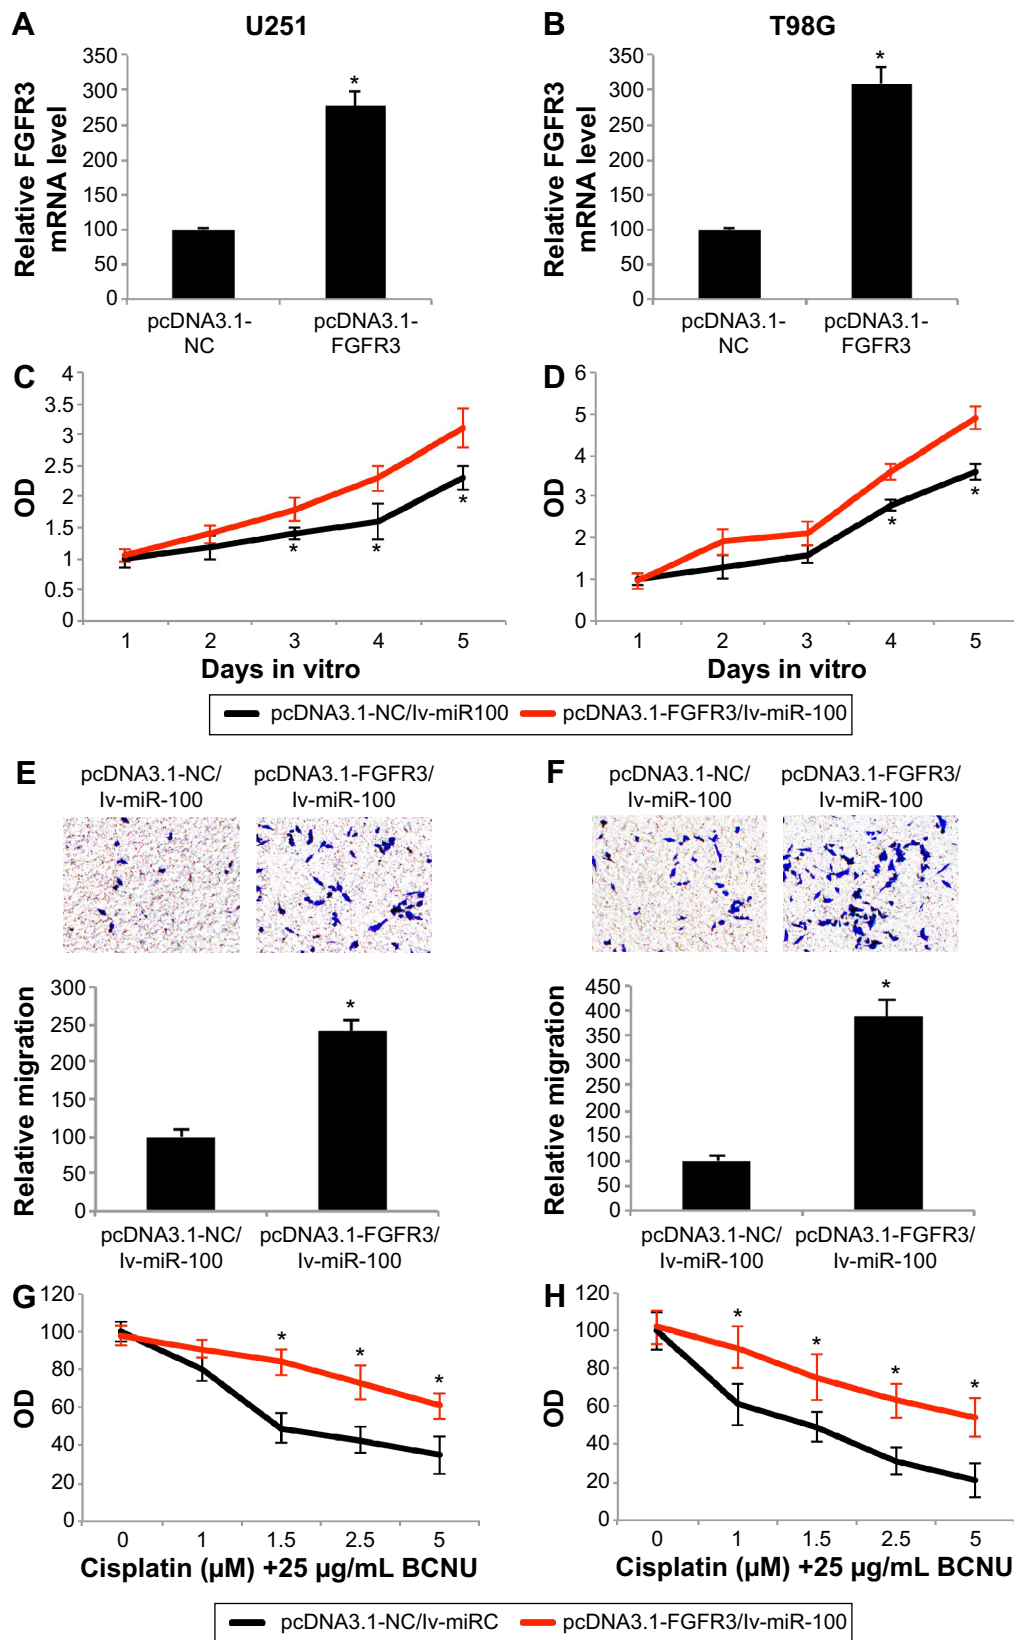 A
U251
B
T98G
Relative FGFR3
mRNA level
350
300
250
200
150
100
50
0
*
pcDNA3.1-
NC
pcDNA3.1-
FGFR3
Relative FGFR3
mRNA level
350
300
250
200
150
100
50
0
*
pcDNA3.1-
NC
pcDNA3.1-
FGFR3
C
OD
4
3.5
3
2.5
2
1.5
1
0.5
0
* * *
1 2 3 4 5
Days in vitro
D
OD
6
5
4
3
2
1
0
* *
1 2 3 4 5
Days in vitro
pcDNA3.1-NC/lv-miR100 pcDNA3.1-FGFR3/lv-miR-100
E
pcDNA3.1-NC/
lv-miR-100
pcDNA3.1-FGFR3/
lv-miR-100
F
pcDNA3.1-NC/
lv-miR-100
pcDNA3.1-FGFR3/
lv-miR-100
Relative migration
300
250
200
150
100
50
0
*
pcDNA3.1-NC/
lv-miR-100
pcDNA3.1-FGFR3/
lv-miR-100
Relative migration
450
400
350
300
250
200
150
100
50
0
*
pcDNA3.1-NC/
lv-miR-100
pcDNA3.1-FGFR3/
lv-miR-100
G
OD
120
100
80
60
40
20
0
* * *
0 1 1.5 2.5 5
Cisplatin (µM) +25 µg/mL BCNU
H
OD
120
100
80
60
40
20
0
* * * *
0 1 1.5 2.5 5
Cisplatin (µM) +25 µg/mL BCNU
pcDNA3.1-NC/lv-miRC pcDNA3.1-FGFR3/lv-miR-100